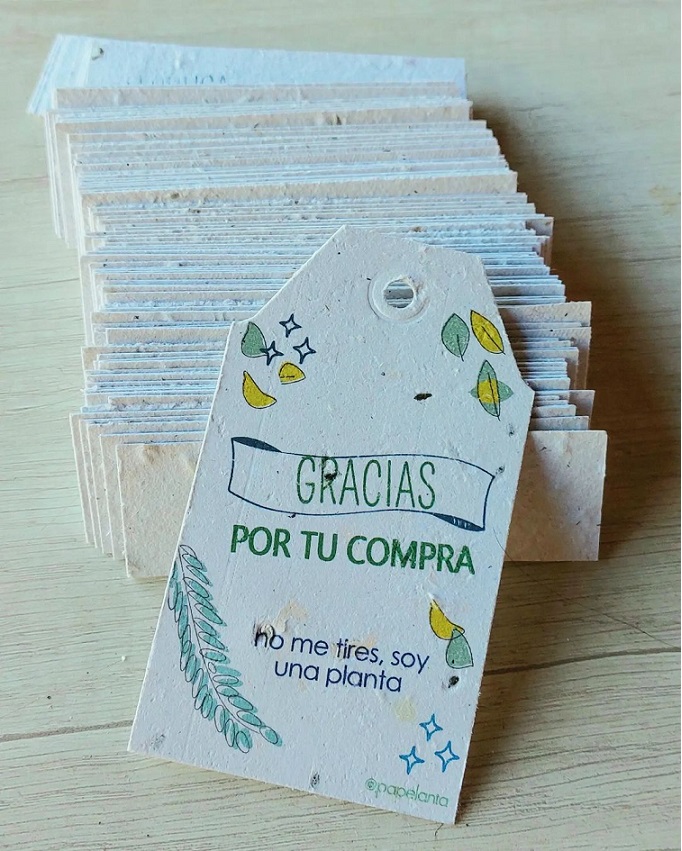 GRACIAS
POR TU COMPRA
no me tires, soy
una planta
©papelanta